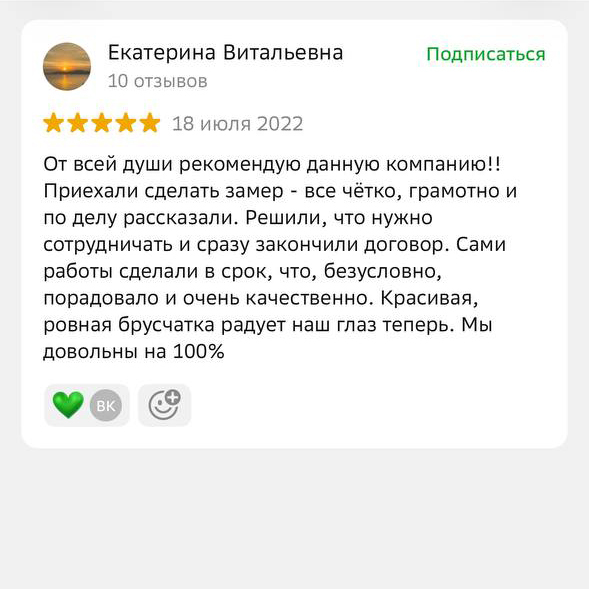 Екатерина Витальевна
Подписаться
10 отзывов
18 июля 2022
От всей души рекомендую данную компанию!!
Приехали сделать замер - все чётко, грамотно и
по делу рассказали. Решили, что нужно
сотрудничать и сразу закончили договор. Сами
работы сделали в срок, что, безусловно,
порадовало и очень качественно. Красивая,
ровная брусчатка радует наш глаз теперь. Мы
довольны на 100%
ВК